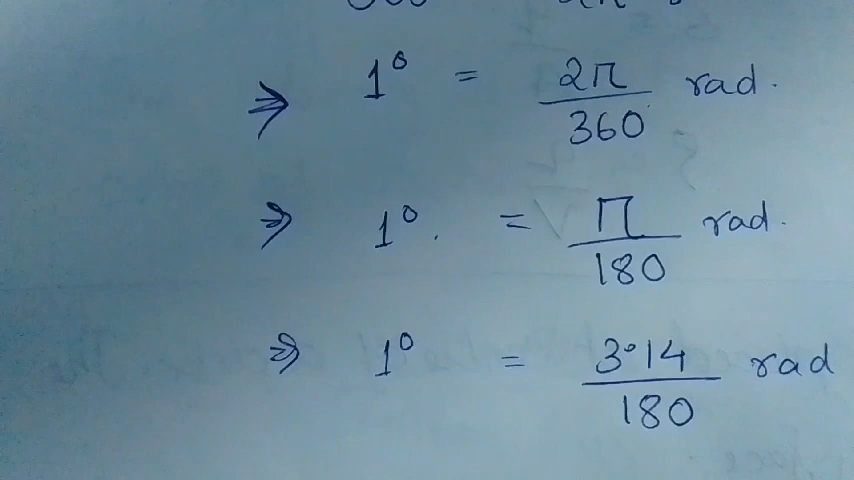 ⇒ 1° = 2π/360 rad.
⇒ 1°. = π/180 rad.
⇒ 1° = 3·14/180 rad